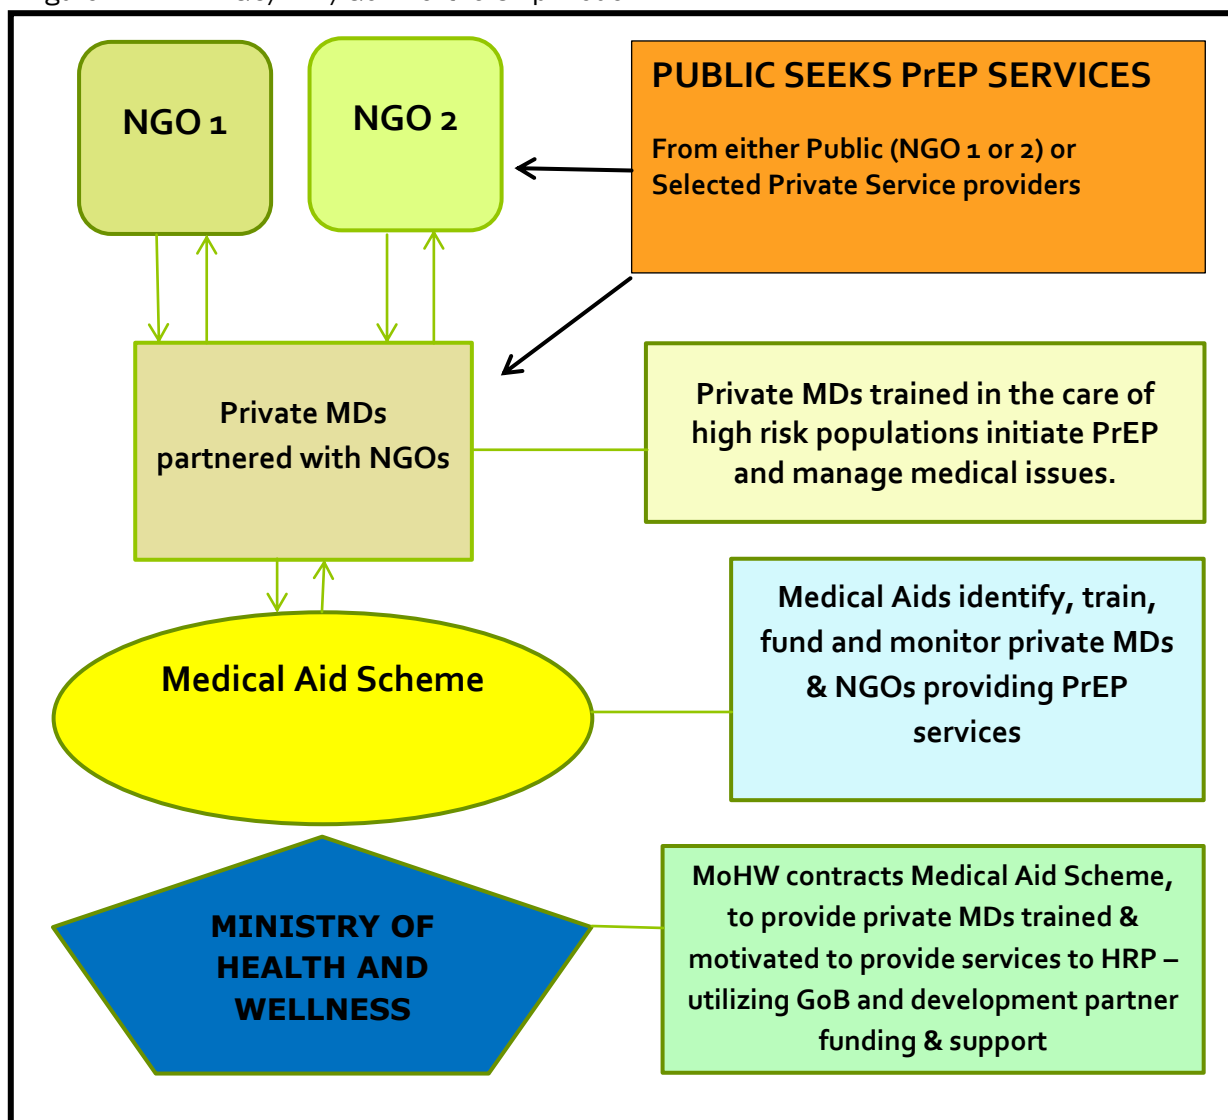 NGO 1
NGO 2
PUBLIC SEEKS PrEP SERVICES
From either Public (NGO 1 or 2) or
Selected Private Service providers
Private MDs
partnered with NGOs
Private MDs trained in the care of
high risk populations initiate PrEP
and manage medical issues.
Medical Aid Scheme
Medical Aids identify, train,
fund and monitor private MDs
& NGOs providing PrEP
services
MINISTRY OF
HEALTH AND
WELLNESS
MoHW contracts Medical Aid Scheme,
to provide private MDs trained &
motivated to provide services to HRP –
utilizing GoB and development partner
funding & support